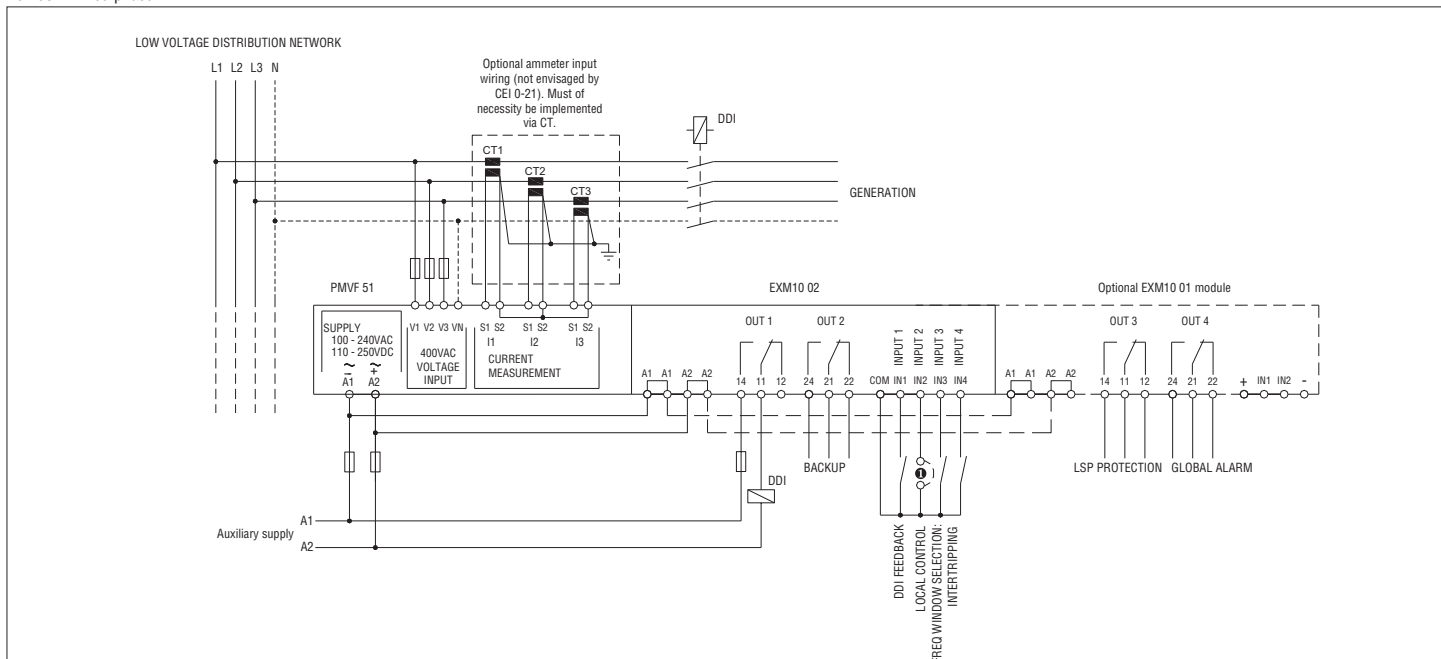 LOW VOLTAGE DISTRIBUTION NETWORK
L1 L2 L3 N
Optional ammeter input
wiring (not envisaged by
CEI 0-21). Must of
necessity be implemented
via CT.
DDI
CT1
CT2
CT3
GENERATION
PMVF 51
EXM10 02
Optional EXM10 01 module
SUPPLY
100 - 240VAC
110 - 250VDC
~ ~
- +
A1 A2
V1 V2 V3 VN
400VAC
VOLTAGE
INPUT
S1 S2 S1 S2 S1 S2
I1 I2 I3
CURRENT
MEASUREMENT
OUT 1 OUT 2
INPUT 1
INPUT 2
INPUT 3
INPUT 4
OUT 3 OUT 4
A1 A1 A2 A2
14 11 12
24 21 22
COM IN1 IN2 IN3 IN4
A1 A1 A2 A2
14 11 12
24 21 22
+ IN1 IN2 -
BACKUP
1
LSP PROTECTION GLOBAL ALARM
DDI
Auxiliary supply
A1
A2
DDI FEEDBACK
LOCAL CONTROL
FREQ WINDOW SELECTION:
INTERTRIPPING